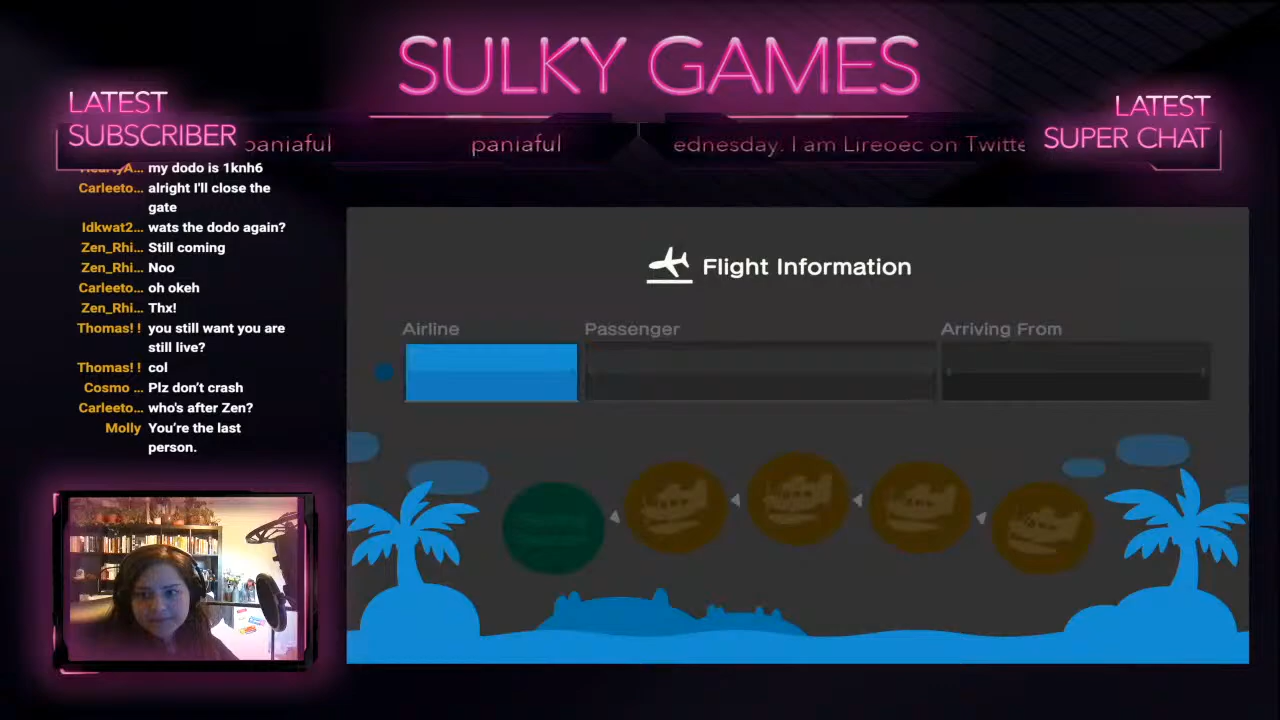 SULKY GAMES
LATEST
SUBSCRIBER
paniaful
paniaful
ednesday. I am Lireoec on Twitte
LATEST
SUPER CHAT
my dodo is 1knh6
Carleeto... alright I'll close the
gate
Idkwat2... wats the dodo again?
Zen_Rhi... Still coming
Zen_Rhi... Noo
Carleeto... oh okeh
Zen_Rhi... Thx!
Thomas! ! you still want you are
still live?
Thomas! ! col
Cosmo ... Plz don't crash
Carleeto... who's after Zen?
Molly You're the last
person.
Flight Information
Airline Passenger Arriving From